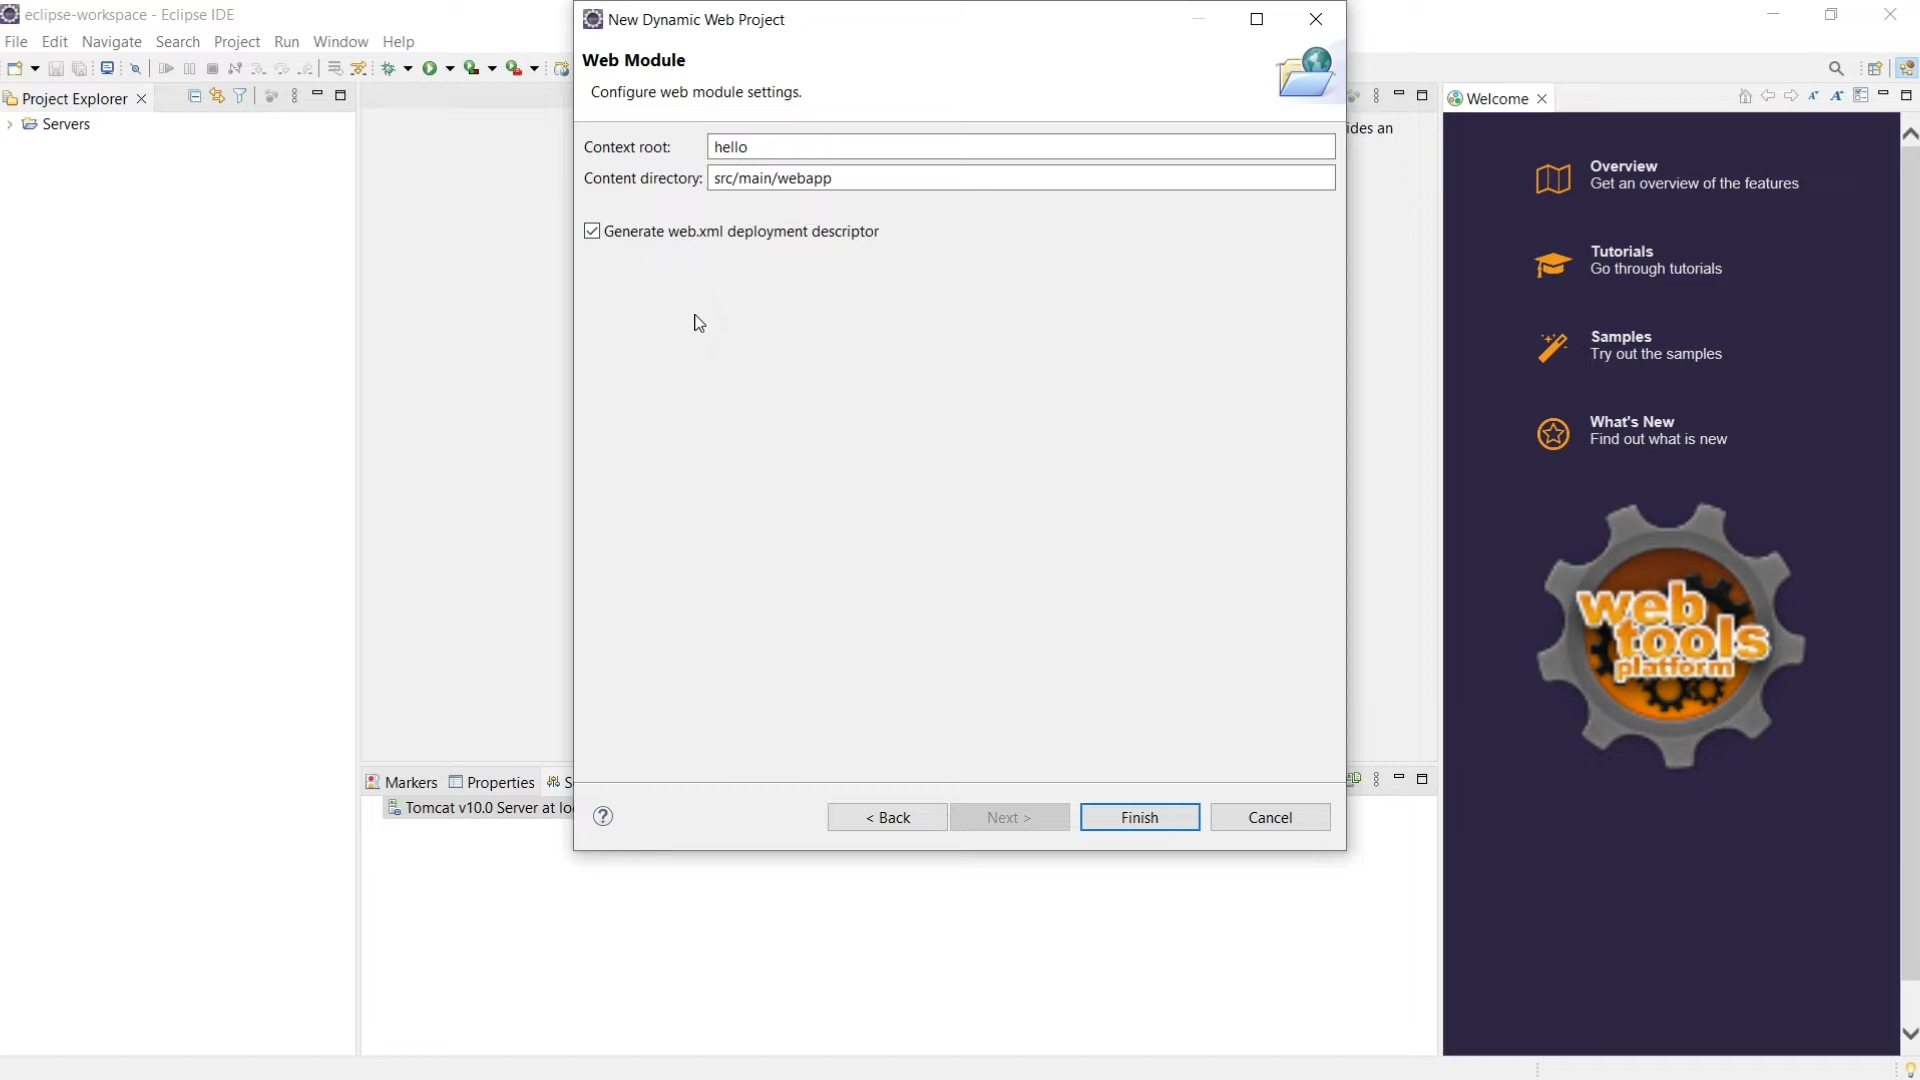 eclipse-workspace - Eclipse IDE
File Edit Navigate Search Project Run Window Help
Project Explorer
Servers
New Dynamic Web Project
Web Module
Configure web module settings.
Context root: hello
Content directory: src/main/webapp
Generate web.xml deployment descriptor
< Back Next > Finish Cancel
ides an
Markers Properties S
Tomcat v10.0 Server at lo
Welcome
Overview
Get an overview of the features
Tutorials
Go through tutorials
Samples
Try out the samples
What's New
Find out what is new
web
tools
platform